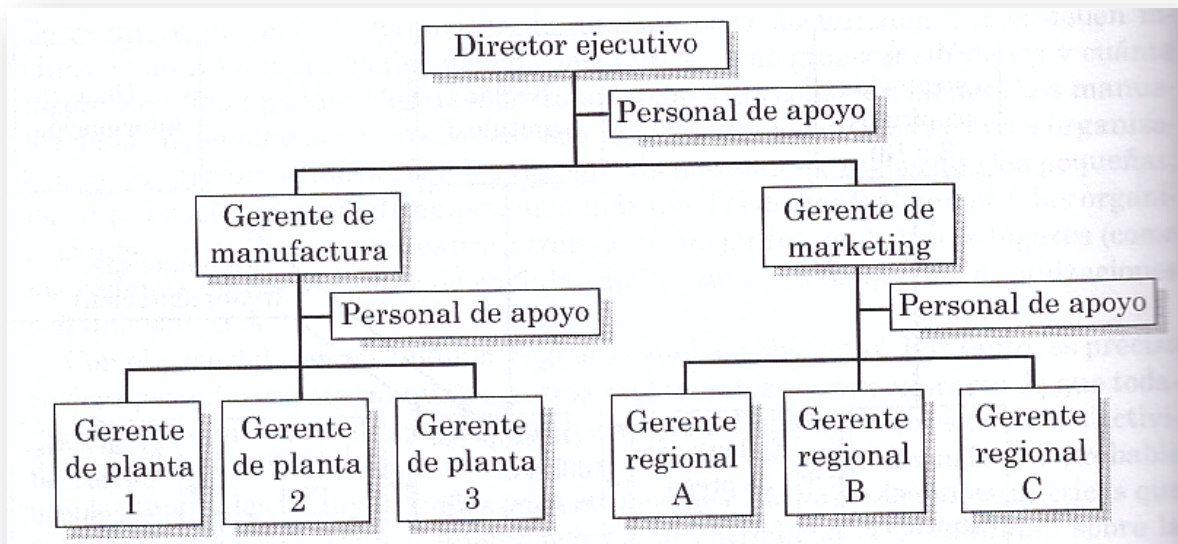 Director ejecutivo
Personal de apoyo
Gerente de
manufactura
Gerente de
marketing
Personal de apoyo
Personal de apoyo
Gerente
de planta
1
Gerente
de planta
2
Gerente
de planta
3
Gerente
regional
A
Gerente
regional
B
Gerente
regional
C